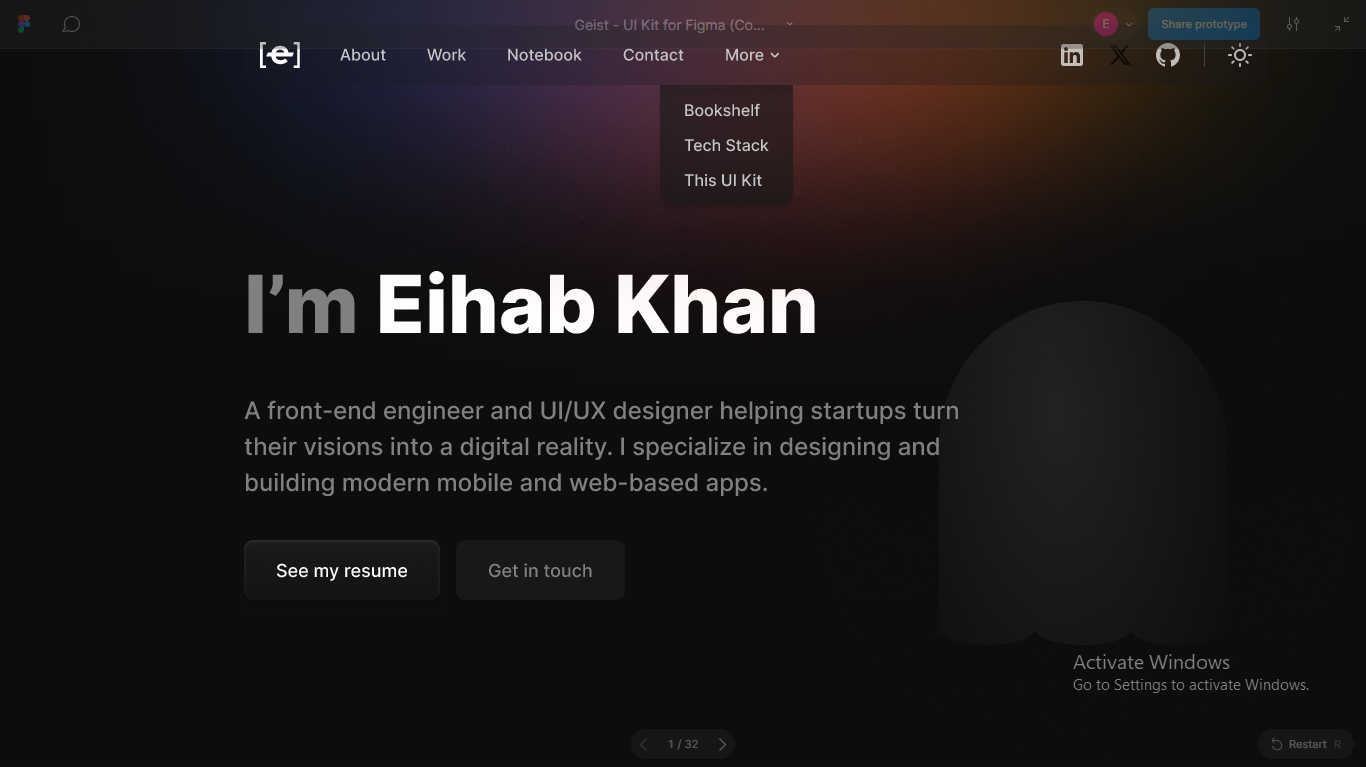 Geist - UI Kit for Figma (Co...
E
Share prototype
[e]
About
Work
Notebook
Contact
More
in
X
Bookshelf
Tech Stack
This UI Kit
I’m Eihab Khan
A front-end engineer and UI/UX designer helping startups turn
their visions into a digital reality. I specialize in designing and
building modern mobile and web-based apps.
See my resume
Get in touch
Activate Windows
Go to Settings to activate Windows.
1 / 32
Restart R